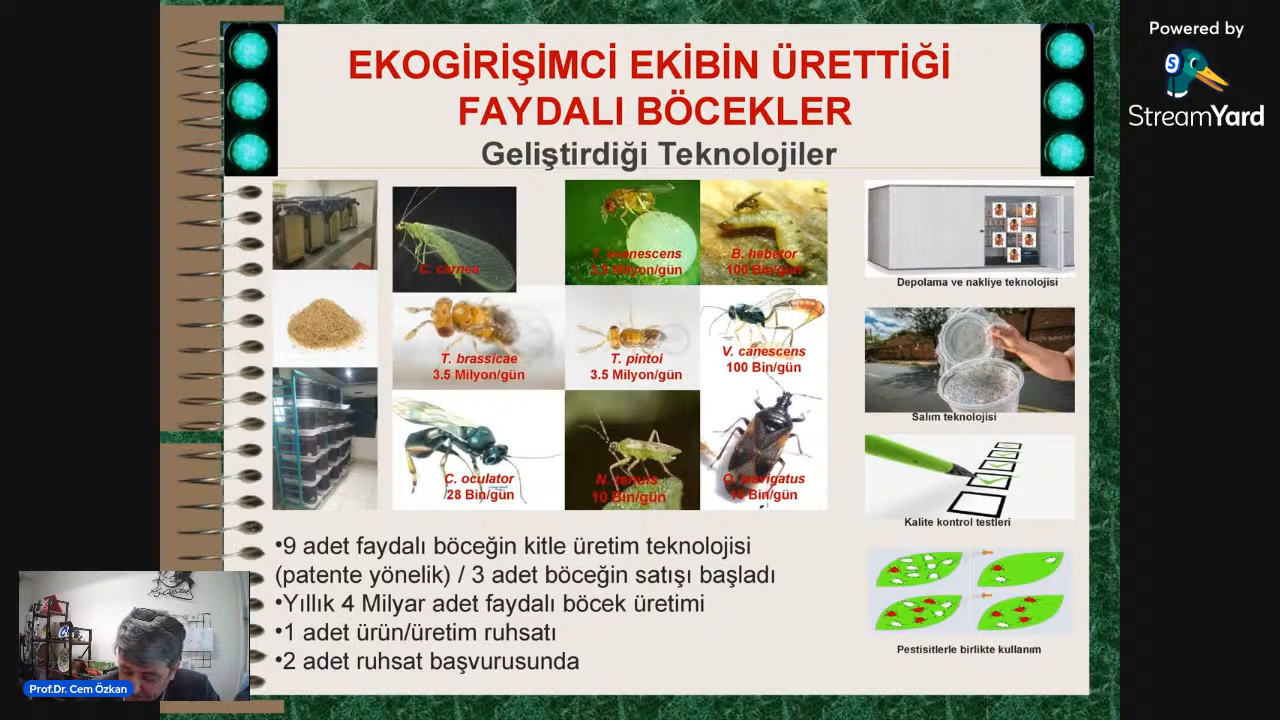 Powered by
StreamYard
EKOGİRİŞİMCİ EKİBİN ÜRETTİĞİ
FAYDALI BÖCEKLER
Geliştirdiği Teknolojiler
C. carnea
T. evanescens
3.5 Milyon/gün
B. hebetor
100 Bin/gün
T. brassicae
3.5 Milyon/gün
T. pintoi
3.5 Milyon/gün
V. canescens
100 Bin/gün
C. oculator
28 Bin/gün
N. tenuis
10 Bin/gün
O. laevigatus
10 Bin/gün
Depolama ve nakliye teknolojisi
Salım teknolojisi
Kalite kontrol testleri
Pestisitlerle birlikte kullanım
•9 adet faydalı böceğin kitle üretim teknolojisi
(patente yönelik) / 3 adet böceğin satışı başladı
•Yıllık 4 Milyar adet faydalı böcek üretimi
•1 adet ürün/üretim ruhsatı
•2 adet ruhsat başvurusunda
Prof.Dr. Cem Özkan